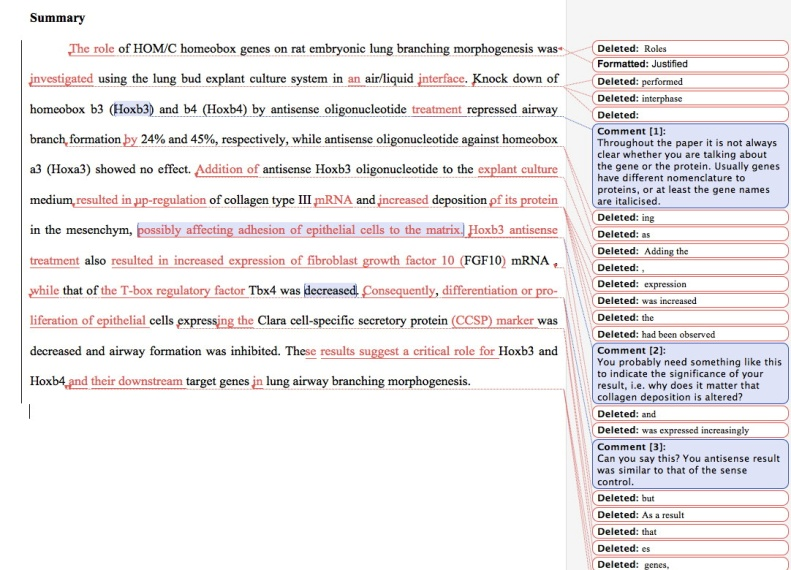 Summary
The role of HOM/C homeobox genes on rat embryonic lung branching morphogenesis was
investigated using the lung bud explant culture system in an air/liquid interface. Knock down of
homeobox b3 (Hoxb3) and b4 (Hoxb4) by antisense oligonucleotide treatment repressed airway
branch formation by 24% and 45%, respectively, while antisense oligonucleotide against homeobox
a3 (Hoxa3) showed no effect. Addition of antisense Hoxb3 oligonucleotide to the explant culture
medium resulted in up-regulation of collagen type III mRNA and increased deposition of its protein
in the mesenchym, possibly affecting adhesion of epithelial cells to the matrix. Hoxb3 antisense
treatment also resulted in increased expression of fibroblast growth factor 10 (FGF10) mRNA ,
while that of the T-box regulatory factor Tbx4 was decreased. Consequently, differentiation or pro-
liferation of epithelial cells expressing the Clara cell-specific secretory protein (CCSP) marker was
decreased and airway formation was inhibited. These results suggest a critical role for Hoxb3 and
Hoxb4 and their downstream target genes in lung airway branching morphogenesis.
Deleted: Roles
Formatted: Justified
Deleted: performed
Deleted: interphase
Deleted:
Comment [1]:
Throughout the paper it is not always
clear whether you are talking about
the gene or the protein. Usually genes
have different nomenclature to
proteins, or at least the gene names
are italicised.
Deleted: ing
Deleted: as
Deleted: Adding the
Deleted: ,
Deleted: expression
Deleted: was increased
Deleted: the
Deleted: had been observed
Comment [2]:
You probably need something like this
to indicate the significance of your
result, i.e. why does it matter that
collagen deposition is altered?
Deleted: and
Deleted: was expressed increasingly
Comment [3]:
Can you say this? You antisense result
was similar to that of the sense
control.
Deleted: but
Deleted: As a result
Deleted: that
Deleted: es
Deleted: genes,